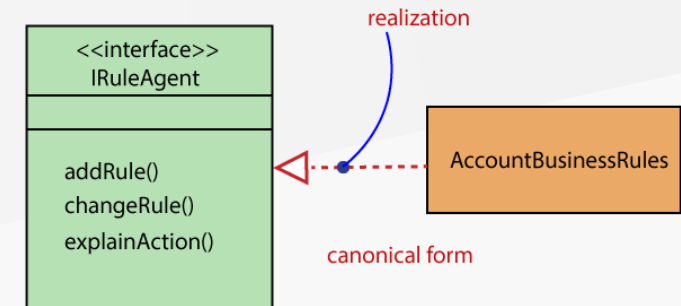 realization
<<interface>>
IRuleAgent
AccountBusinessRules
addRule()
changeRule()
explainAction()
canonical form